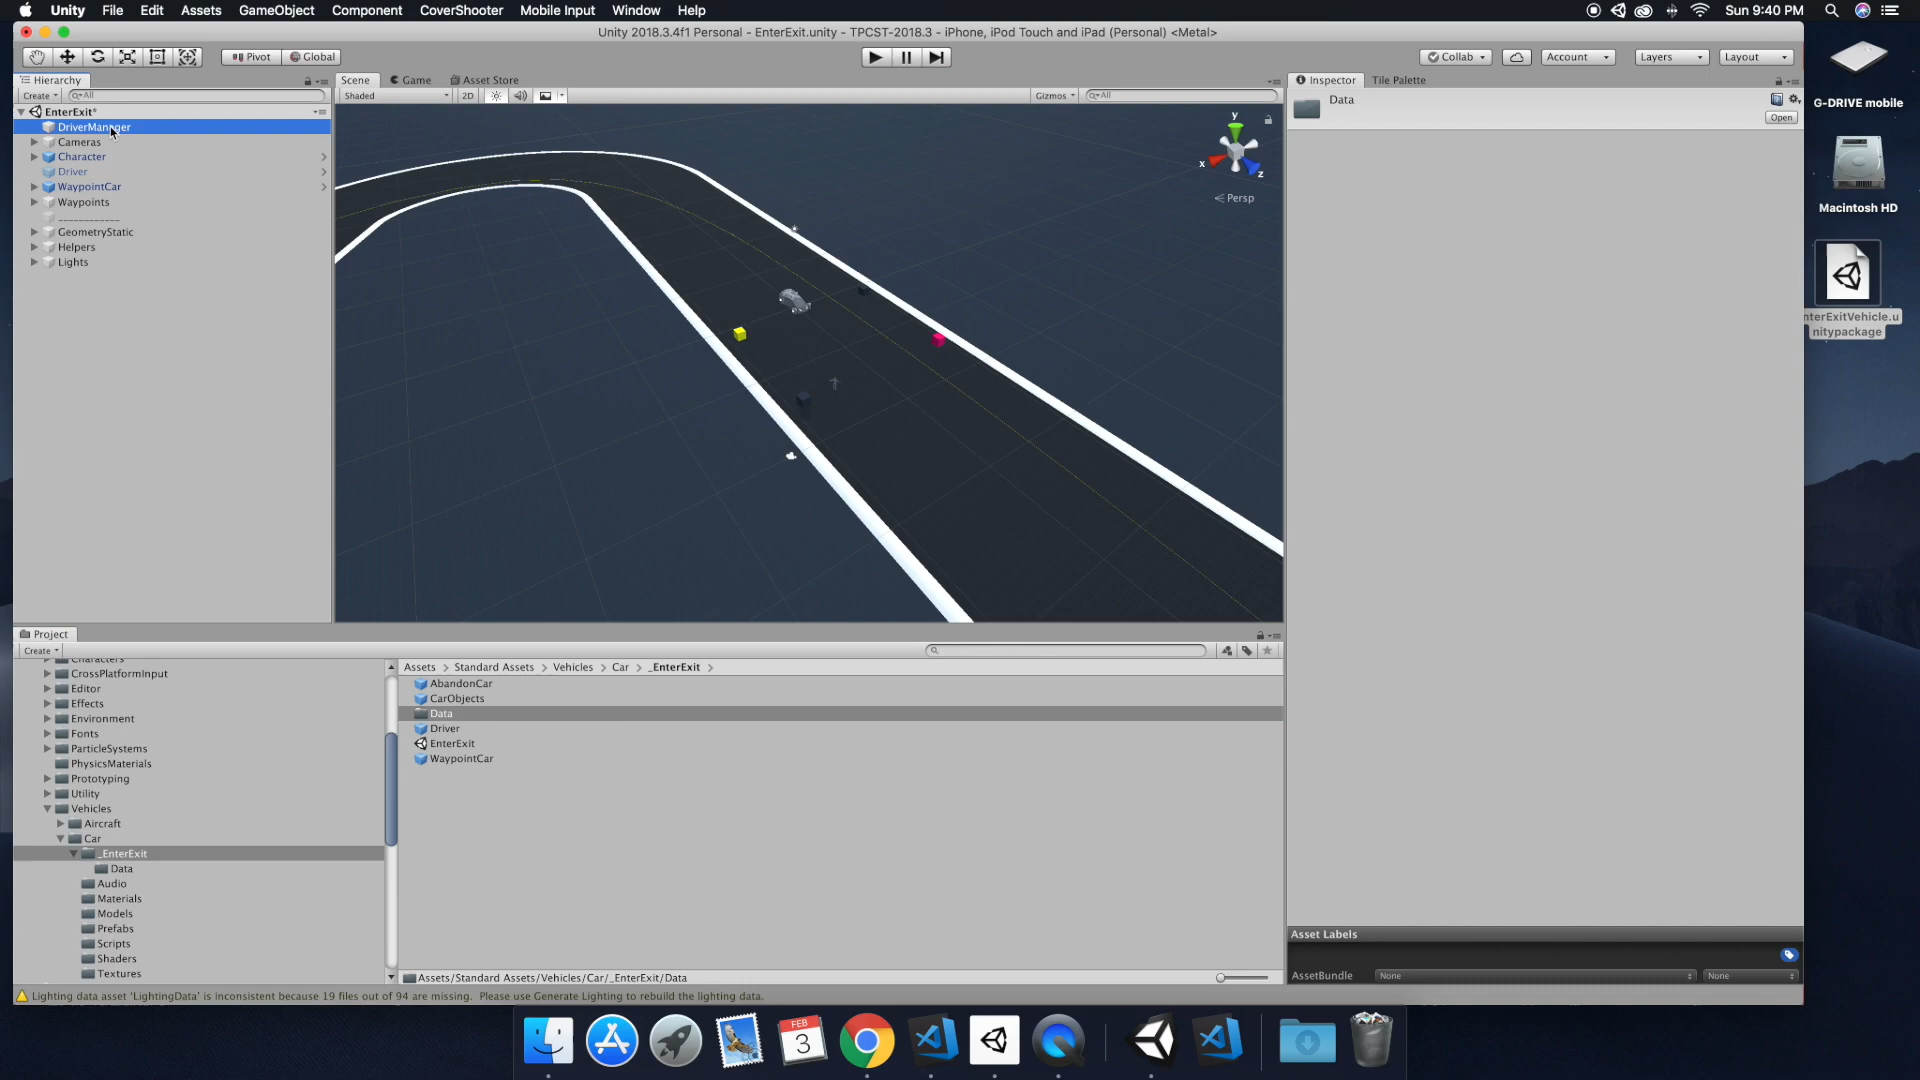 Unity File Edit Assets GameObject Component CoverShooter Mobile Input Window Help Sun 9:40 PM
Unity 2018.3.4f1 Personal - EnterExit.unity - TPCST-2018.3 - iPhone, iPod Touch and iPad (Personal) <Metal>
Pivot Global Collab Account Layers Layout
Hierarchy Scene Game Asset Store Inspector Tile Palette
Create All Shaded 2D Gizmos All
EnterExit*
DriverManager
Cameras
Character
Driver
WaypointCar
Waypoints
____________
GeometryStatic
Helpers
Lights
y
x
z
Persp
Data
Open
G-DRIVE mobile
Macintosh HD
nterExitVehicle.u
nitypackage
Project
Create
Characters
CrossPlatformInput
Editor
Effects
Environment
Fonts
ParticleSystems
PhysicsMaterials
Prototyping
Utility
Vehicles
Aircraft
Car
_EnterExit
Data
Audio
Materials
Models
Prefabs
Scripts
Shaders
Textures
Assets > Standard Assets > Vehicles > Car > _EnterExit >
AbandonCar
CarObjects
Data
Driver
EnterExit
WaypointCar
Assets/Standard Assets/Vehicles/Car/_EnterExit/Data
Asset Labels
AssetBundle None None
Lighting data asset 'LightingData' is inconsistent because 19 files out of 94 are missing. Please use Generate Lighting to rebuild the lighting data.
FEB
3